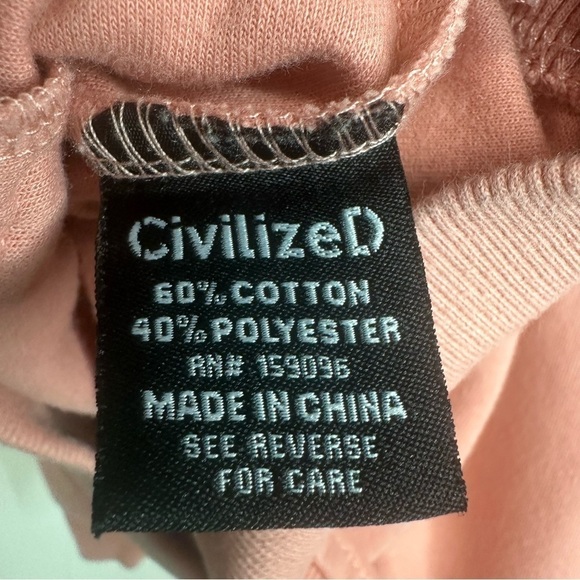 CivilizeD
60% COTTON
40% POLYESTER
RN# 159096
MADE IN CHINA
SEE REVERSE
FOR CARE